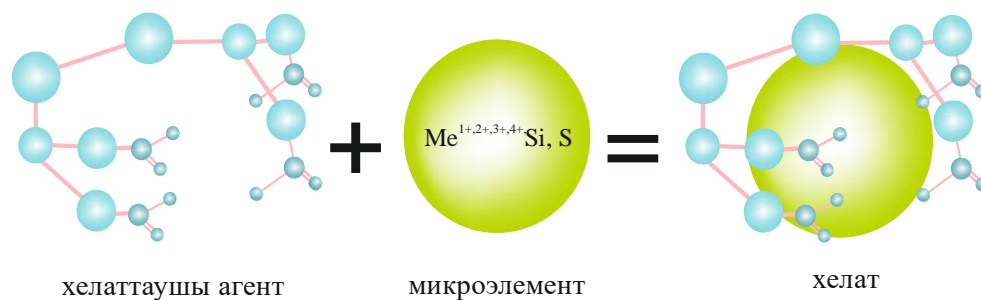 Me1+,2+,3+,4+Si, S
хелаттаушы агент
микроэлемент
хелат